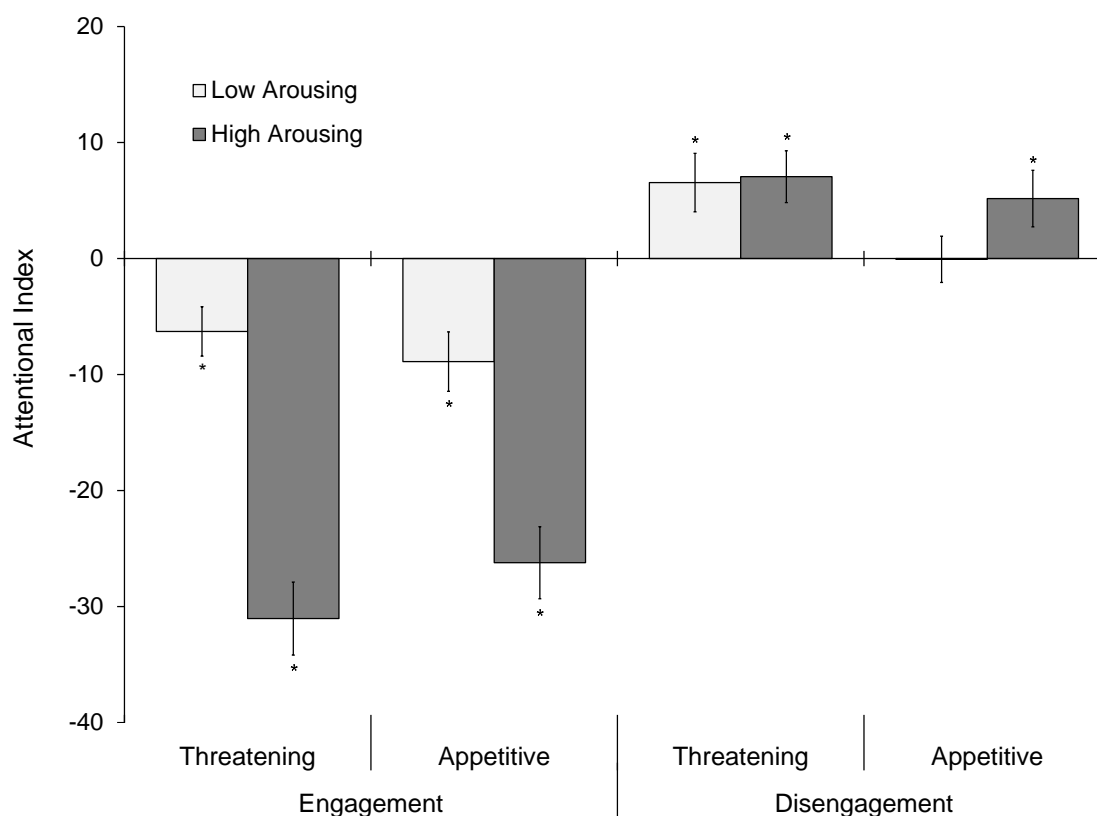 20
Low Arousing
High Arousing
10
* * *
0
Attentional Index
*
-10
*
-20
-30
*
*
-40
Threatening Appetitive Threatening Appetitive
Engagement Disengagement